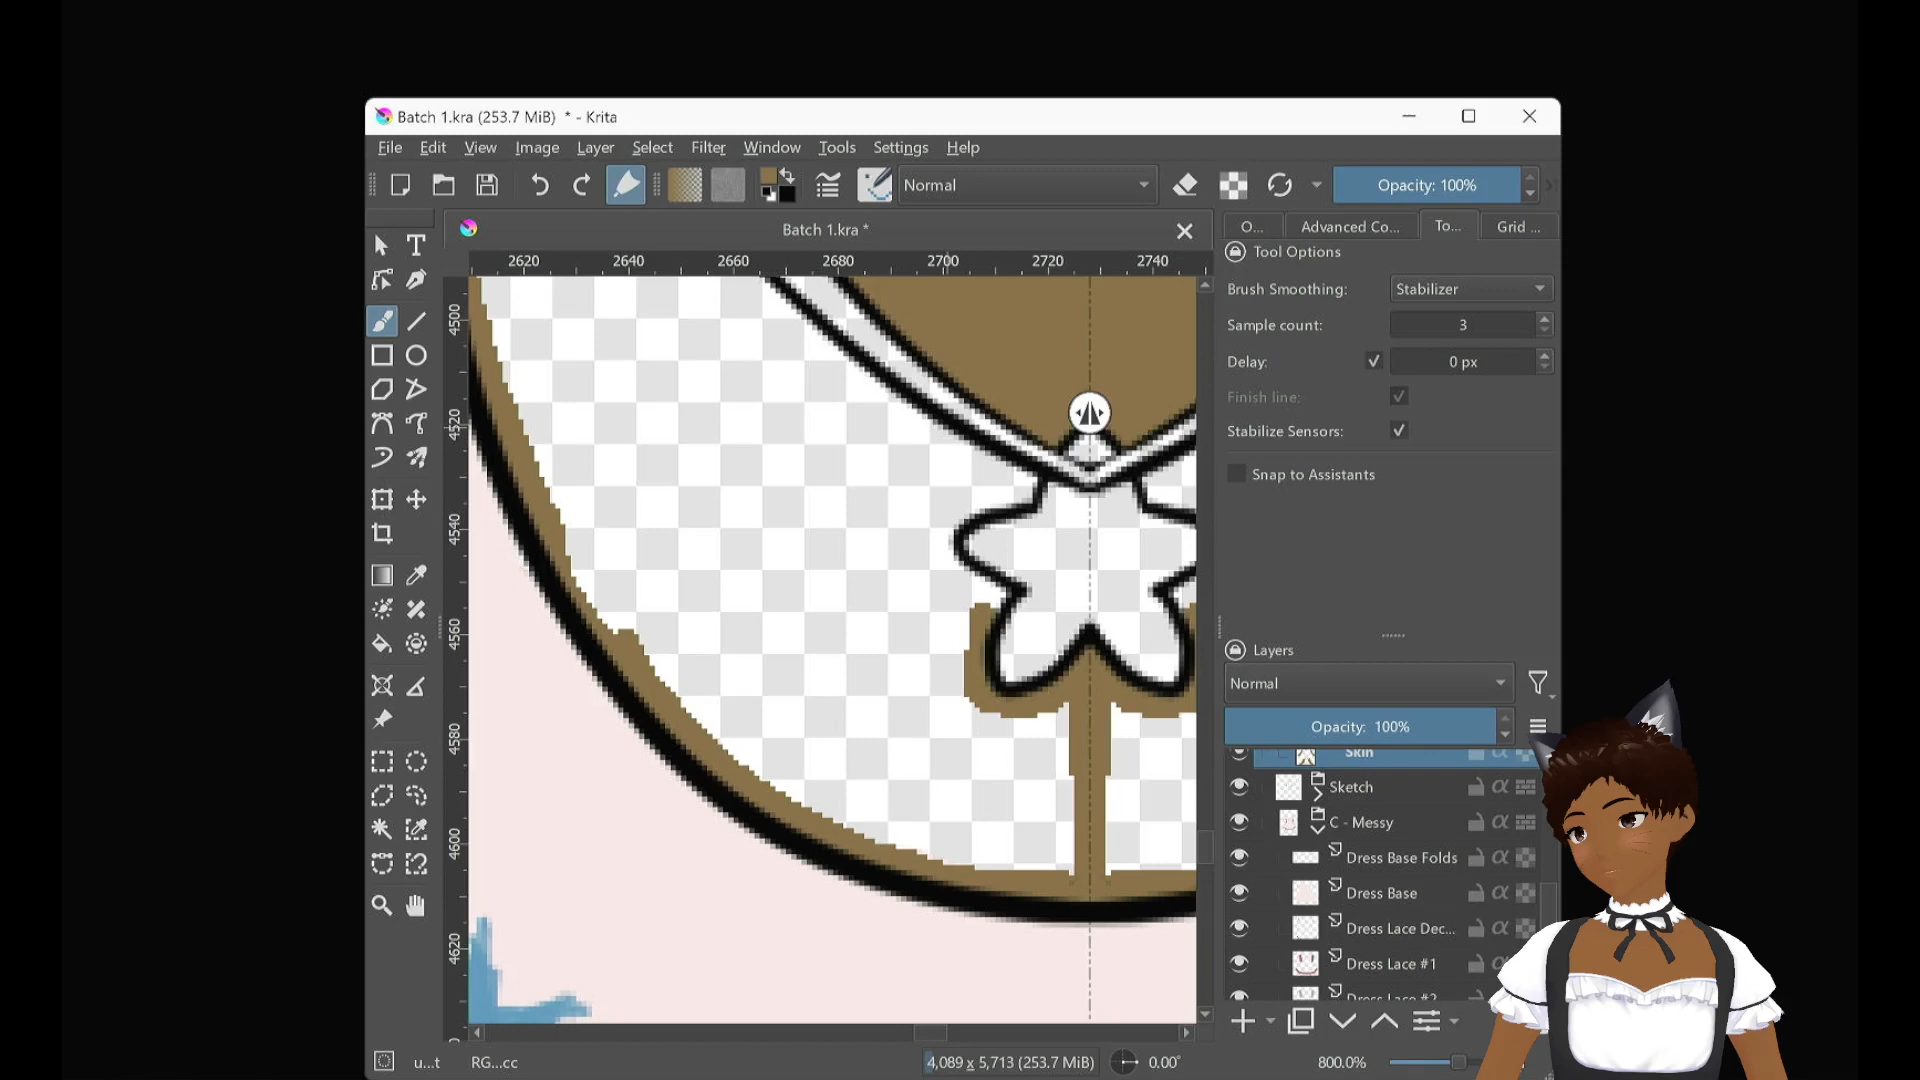 Batch 1.kra (253.7 MiB) * - Krita
File Edit View Image Layer Select Filter Window Tools Settings Help
Normal
Opacity: 100%
Batch 1.kra *
O... Advanced Co... To... Grid ...
2620 2640 2660 2680 2700 2720 2740
4500
4520
4540
4560
4580
4600
4620
Tool Options
Brush Smoothing: Stabilizer
Sample count: 3
Delay: 0 px
Finish line:
Stabilize Sensors:
Snap to Assistants
Layers
Normal
Opacity: 100%
Skin
Sketch
C - Messy
Dress Base Folds
Dress Base
Dress Lace Dec...
Dress Lace #1
Dress Lace #2
u...t RG...cc 4,089 x 5,713 (253.7 MiB) 0.00° 800.0%